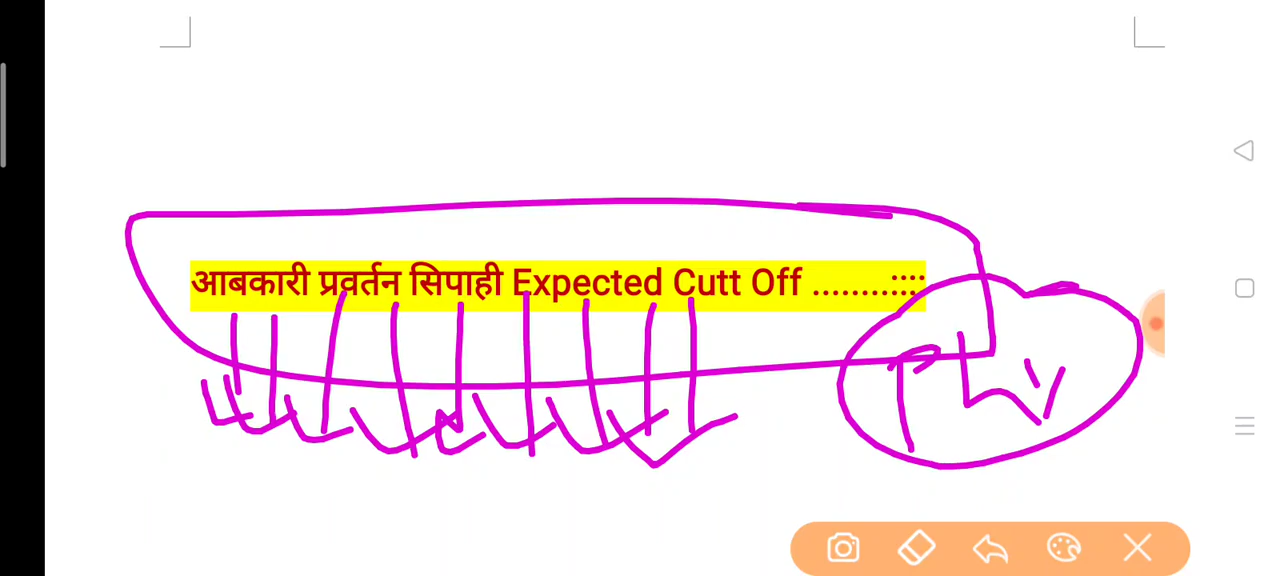 आबकारी प्रवर्तन सिपाही Expected Cutt Off ............